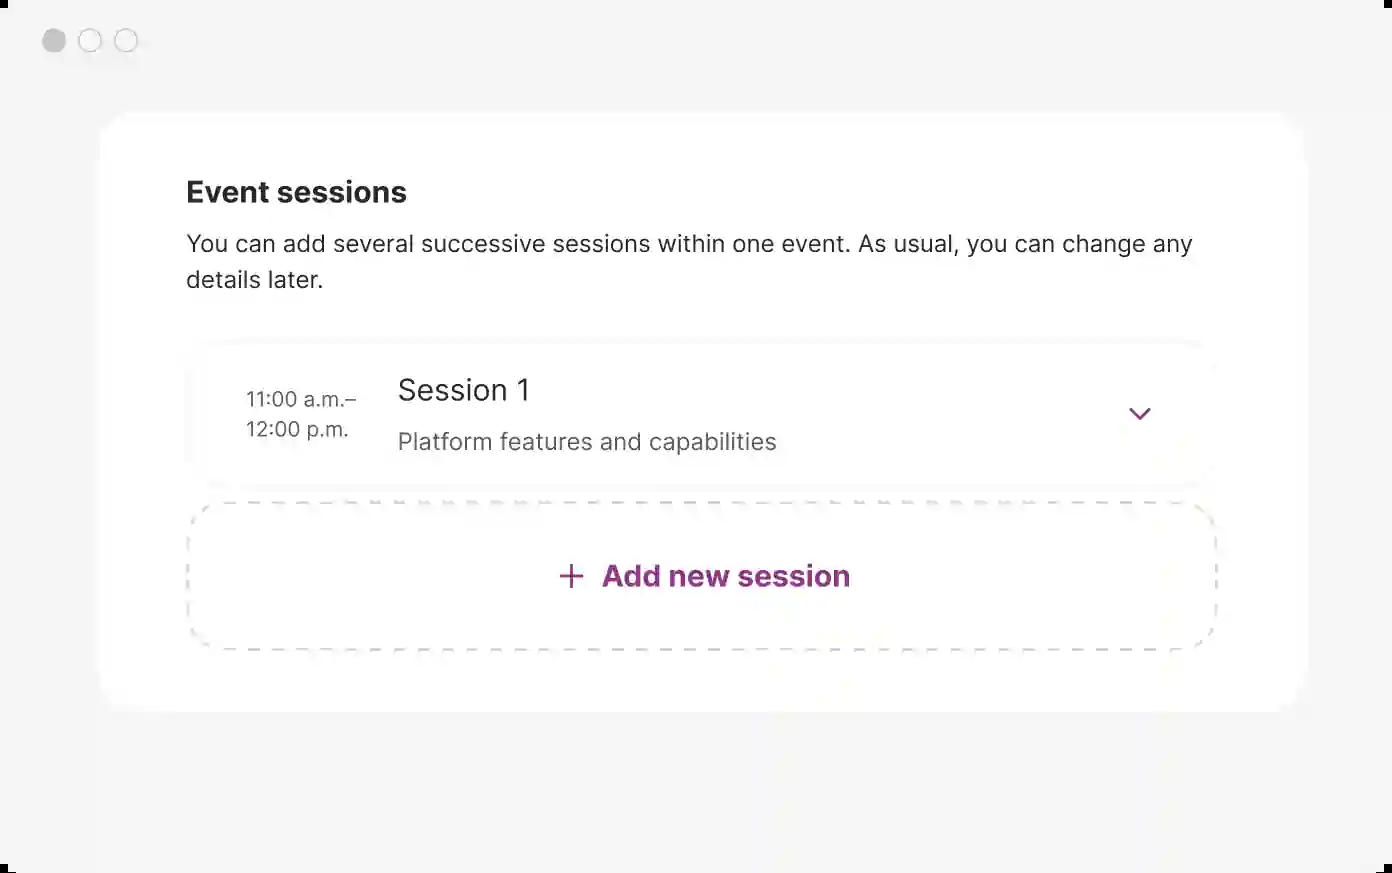 Event sessions
You can add several successive sessions within one event. As usual, you can change any
details later.
11:00 a.m.–
12:00 p.m.
Session 1
Platform features and capabilities
+ Add new session